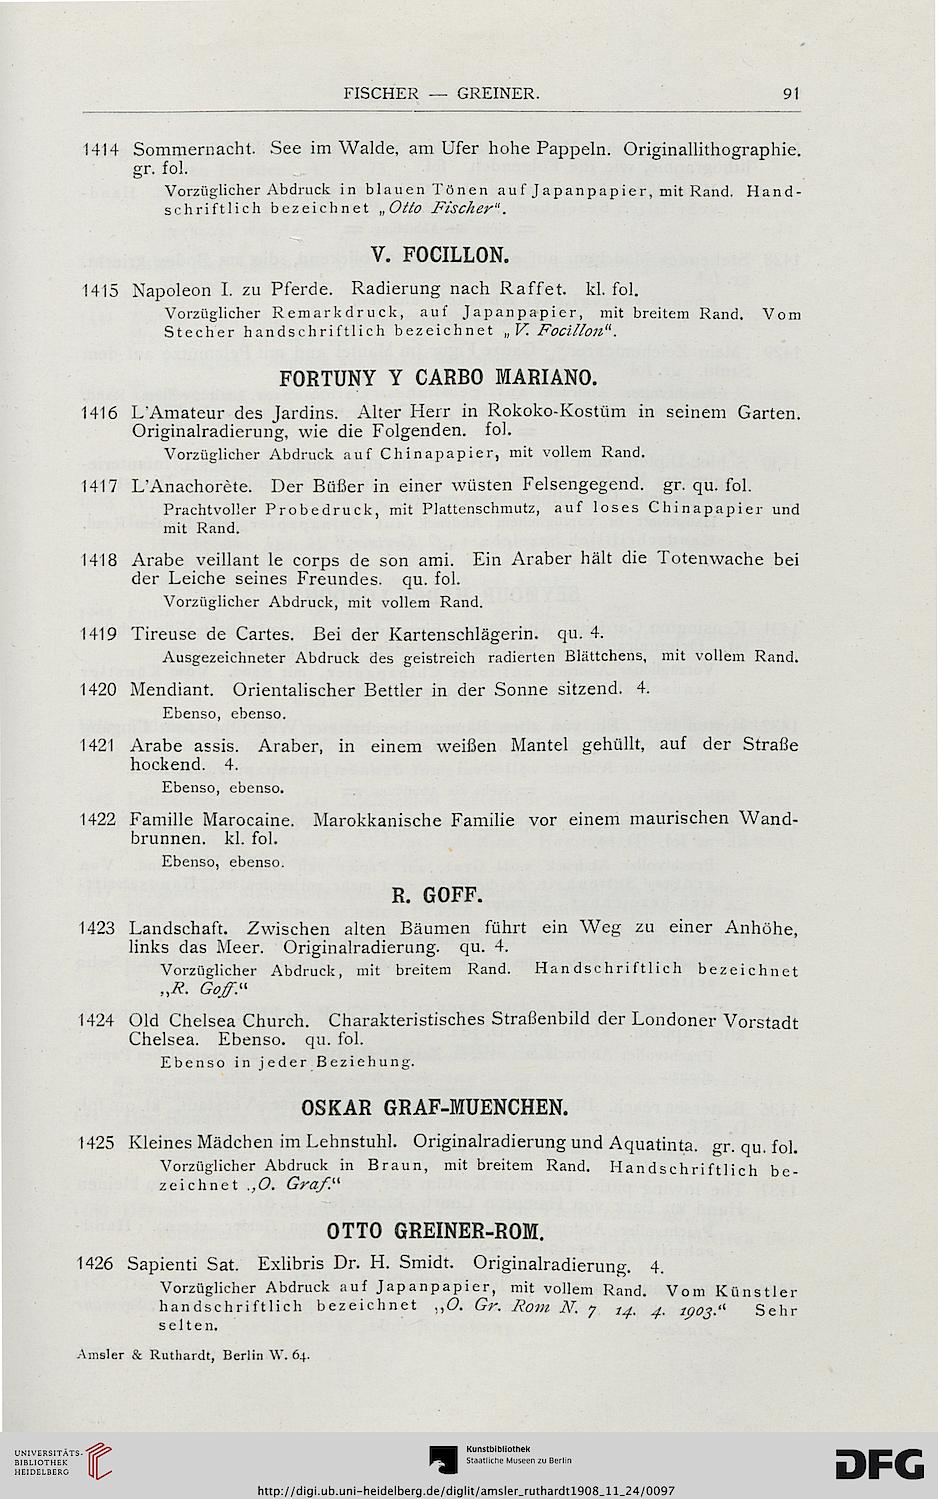 FISCHER — GREINER. 91
1414 Sommernacht. See im Walde, am Ufer hohe Pappeln. Originallithographie.
gr. fol.
Vorzüglicher Abdruck in blauen Tönen auf Japanpapier, mit Rand. Hand-
schriftlich bezeichnet „Otto Fischer“.
V. FOCILLON.
1415 Napoleon I. zu Pferde. Radierung nach Raffet. kl. fol.
Vorzüglicher Remarkdruck, auf Japanpapier, mit breitem Rand. Vom
Stecher handschriftlich bezeichnet „V. Focillon“.
FORTUNY Y CARBO MARIANO.
1416 L'Amateur des Jardins. Alter Herr in Rokoko-Kostüm in seinem Garten.
Originalradierung, wie die Folgenden. fol.
Vorzüglicher Abdruck auf Chinapapier, mit vollem Rand.
1417 L'Anachorète. Der Büßer in einer wüsten Felsengegend. gr. qu. fol.
Prachtvoller Probedruck, mit Plattenschmutz, auf loses Chinapapier und
mit Rand.
1418 Arabe veillant le corps de son ami. Ein Araber hält die Totenwache bei
der Leiche seines Freundes. qu. fol.
Vorzüglicher Abdruck, mit vollem Rand.
1419 Tireuse de Cartes. Bei der Kartenschlägerin. qu. 4.
Ausgezeichneter Abdruck des geistreich radierten Blättchens, mit vollem Rand.
1420 Mendiant. Orientalischer Bettler in der Sonne sitzend. 4.
Ebenso, ebenso.
1421 Arabe assis. Araber, in einem weißen Mantel gehüllt, auf der Straße
hockend. 4.
Ebenso, ebenso.
1422 Famille Marocaine. Marokkanische Familie vor einem maurischen Wand-
brunnen. kl. fol.
Ebenso, ebenso.
R. GOFF.
1423 Landschaft. Zwischen alten Bäumen führt ein Weg zu einer Anhöhe,
links das Meer. Originalradierung. qu. 4.
Vorzüglicher Abdruck, mit breitem Rand. Handschriftlich bezeichnet
„R. Goff.“
1424 Old Chelsea Church. Charakteristisches Straßenbild der Londoner Vorstadt
Chelsea. Ebenso. qu. fol.
Ebenso in jeder Beziehung.
OSKAR GRAF-MUENCHEN.
1425 Kleines Mädchen im Lehnstuhl. Originalradierung und Aquatinta. gr. qu. fol.
Vorzüglicher Abdruck in Braun, mit breitem Rand. Handschriftlich be-
zeichnet „O. Graf.“
OTTO GREINER-ROM.
1426 Sapienti Sat. Exlibris Dr. H. Smidt. Originalradierung. 4.
Vorzüglicher Abdruck auf Japanpapier, mit vollem Rand. Vom Künstler
handschriftlich bezeichnet „O. Gr. Rom N. 7 14. 4. 1903.“ Sehr
selten.
Amsler & Ruthardt, Berlin W. 64.
UNIVERSITÄTS-
BIBLIOTHEK
HEIDELBERG
Kunstbibliothek
Staatliche Museen zu Berlin
DFG
http://digi.ub.uni-heidelberg.de/diglit/amsler_ruthardt1908_11_24/0097